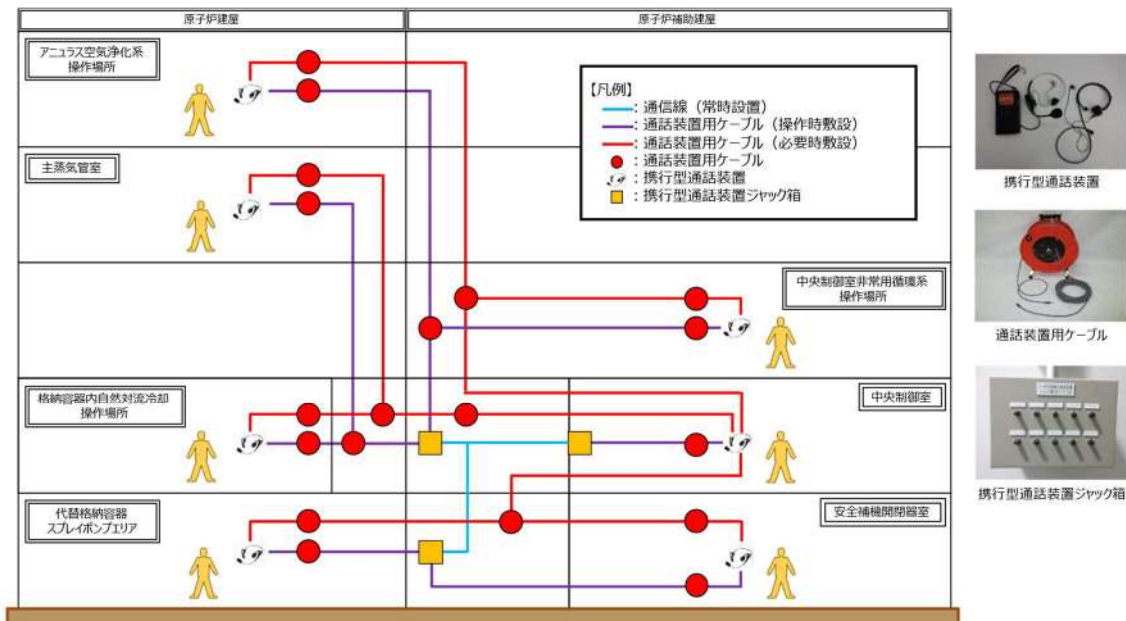 原子炉建屋
原子炉補助建屋
アニュラス空気浄化系
操作場所
【凡例】
：通信線（常時設置）
：通話装置用ケーブル（操作時敷設）
：通話装置用ケーブル（必要時敷設）
：通話装置用ケーブル
：携行型通話装置
：携行型通話装置ジャック箱
主蒸気管室
中央制御室非常用循環系
操作場所
格納容器内自然対流冷却
操作場所
中央制御室
代替格納容器
スプレイポンプエリア
安全補機開閉器室
携行型通話装置
通話装置用ケーブル
携行型通話装置ジャック箱